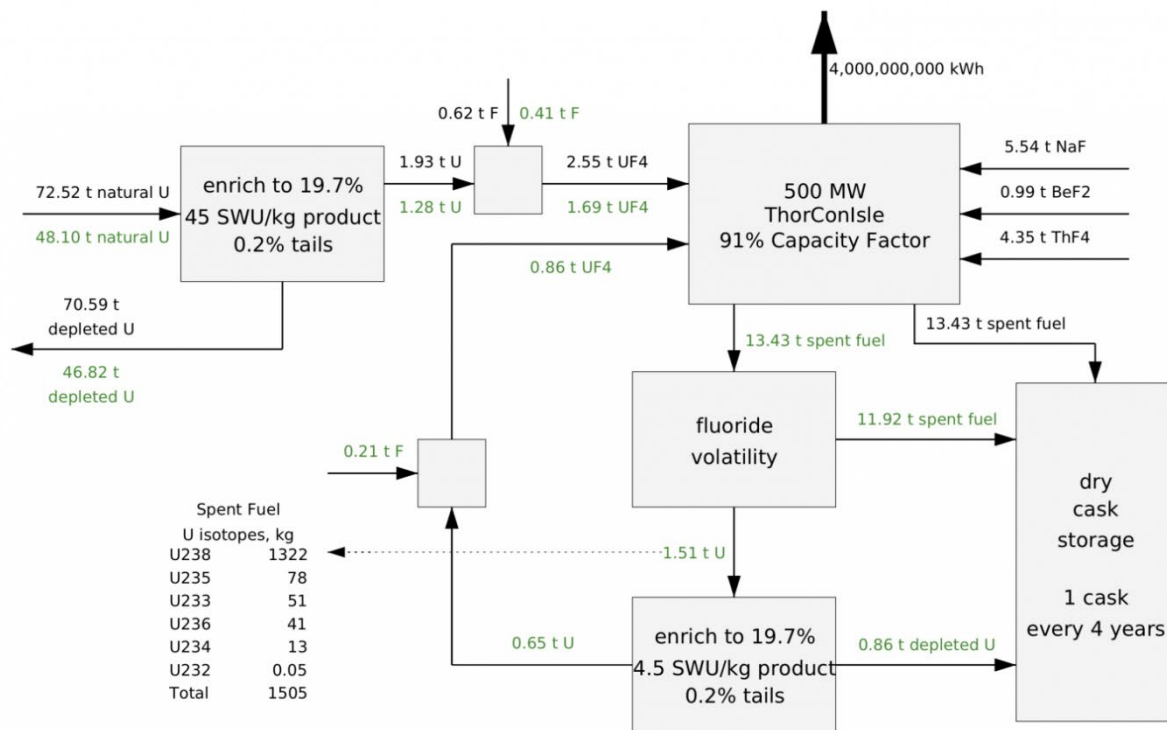 4,000,000,000 kWh
0.62 t F
0.41 t F
72.52 t natural U
48.10 t natural U
enrich to 19.7%
45 SWU/kg product
0.2% tails
1.93 t U
1.28 t U
2.55 t UF4
1.69 t UF4
500 MW
ThorConIsle
91% Capacity Factor
5.54 t NaF
0.99 t BeF2
4.35 t ThF4
0.86 t UF4
70.59 t
depleted U
46.82 t
depleted U
13.43 t spent fuel
13.43 t spent fuel
fluoride
volatility
11.92 t spent fuel
0.21 t F
dry
cask
storage
1 cask
every 4 years
Spent Fuel
U isotopes, kg
U238 1322
U235 78
U233 51
U236 41
U234 13
U232 0.05
Total 1505
1.51 t U
0.65 t U
enrich to 19.7%
4.5 SWU/kg product
0.2% tails
0.86 t depleted U